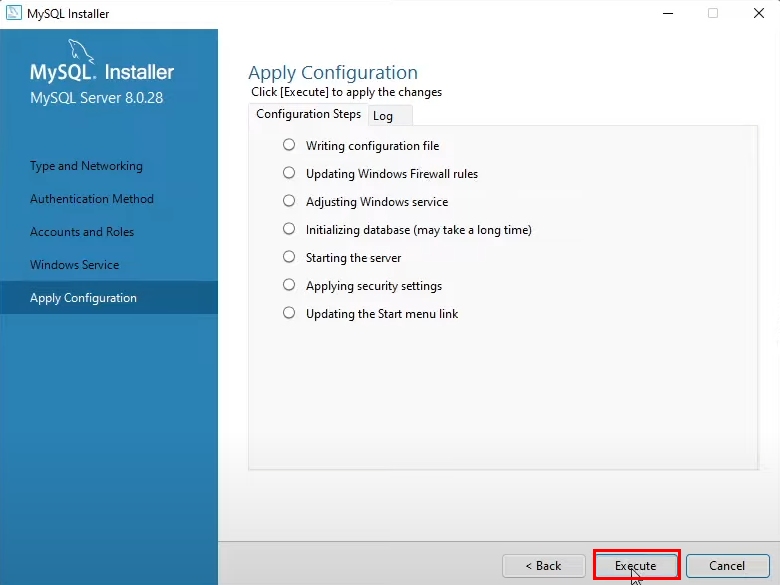 MySQL Installer
MySQL. Installer
MySQL Server 8.0.28
Type and Networking
Authentication Method
Accounts and Roles
Windows Service
Apply Configuration
Apply Configuration
Click [Execute] to apply the changes
Configuration Steps
Log
Writing configuration file
Updating Windows Firewall rules
Adjusting Windows service
Initializing database (may take a long time)
Starting the server
Applying security settings
Updating the Start menu link
< Back
Execute
Cancel